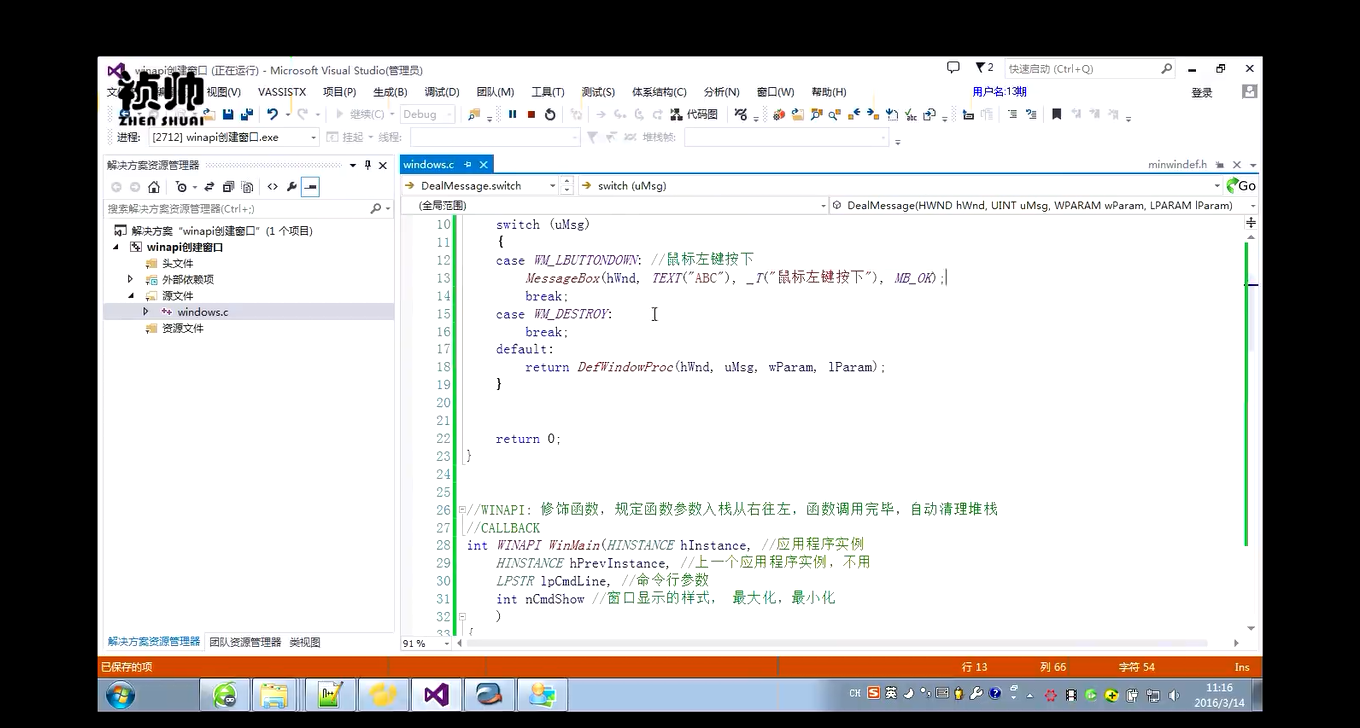 winapi创建窗口 (正在运行) - Microsoft Visual Studio(管理员)
2
快速启动 (Ctrl+Q)
祯帅
ZHEN SHUAI
视图(V) VASSISTX 项目(P) 生成(B) 调试(D) 团队(M) 工具(T) 测试(S) 体系结构(C) 分析(N) 窗口(W) 帮助(H)
用户名:13期
登录
继续(C) Debug 代码图
进程: [2712] winapi创建窗口.exe 挂起 线程: 堆栈帧:
解决方案资源管理器
搜索解决方案资源管理器(Ctrl+;)
解决方案 "winapi创建窗口" (1 个项目)
winapi创建窗口
头文件
外部依赖项
源文件
windows.c
资源文件
解决方案资源管理器 团队资源管理器 类视图
windows.c
minwindef.h
DealMessage.switch
switch (uMsg)
Go
(全局范围)
DealMessage(HWND hWnd, UINT uMsg, WPARAM wParam, LPARAM lParam)
10 switch (uMsg)
11 {
12 case WM_LBUTTONDOWN: //鼠标左键按下
13 MessageBox(hWnd, TEXT("ABC"), _T("鼠标左键按下"), MB_OK);
14 break;
15 case WM_DESTROY:
16 break;
17 default:
18 return DefWindowProc(hWnd, uMsg, wParam, lParam);
19 }
20
21
22 return 0;
23 }
24
25
26 //WINAPI: 修饰函数，规定函数参数入栈从右往左，函数调用完毕，自动清理堆栈
27 //CALLBACK
28 int WINAPI WinMain(HINSTANCE hInstance, //应用程序实例
29 HINSTANCE hPrevInstance, //上一个应用程序实例，不用
30 LPSTR lpCmdLine, //命令行参数
31 int nCmdShow //窗口显示的样式， 最大化，最小化
32 )
33 {
91 %
已保存的项
行 13 列 66 字符 54 Ins
CH S 英
11:16
2016/3/14